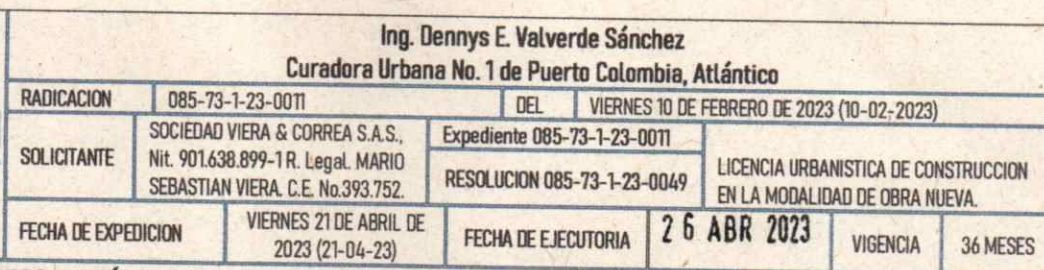 Ing. Dennys E. Valverde Sánchez
Curadora Urbana No. 1 de Puerto Colombia, Atlántico
RADICACION 085-73-1-23-0011 DEL VIERNES 10 DE FEBRERO DE 2023 (10-02-2023)
SOLICITANTE
SOCIEDAD VIERA & CORREA S.A.S.,
Nit. 901.638.899-1 R. Legal. MARIO
SEBASTIAN VIERA. C.E. No.393.752.
Expediente 085-73-1-23-0011
RESOLUCION 085-73-1-23-0049
LICENCIA URBANISTICA DE CONSTRUCCION
EN LA MODALIDAD DE OBRA NUEVA.
FECHA DE EXPEDICION
VIERNES 21 DE ABRIL DE
2023 (21-04-23)
FECHA DE EJECUTORIA
26 ABR 2023
VIGENCIA
36 MESES